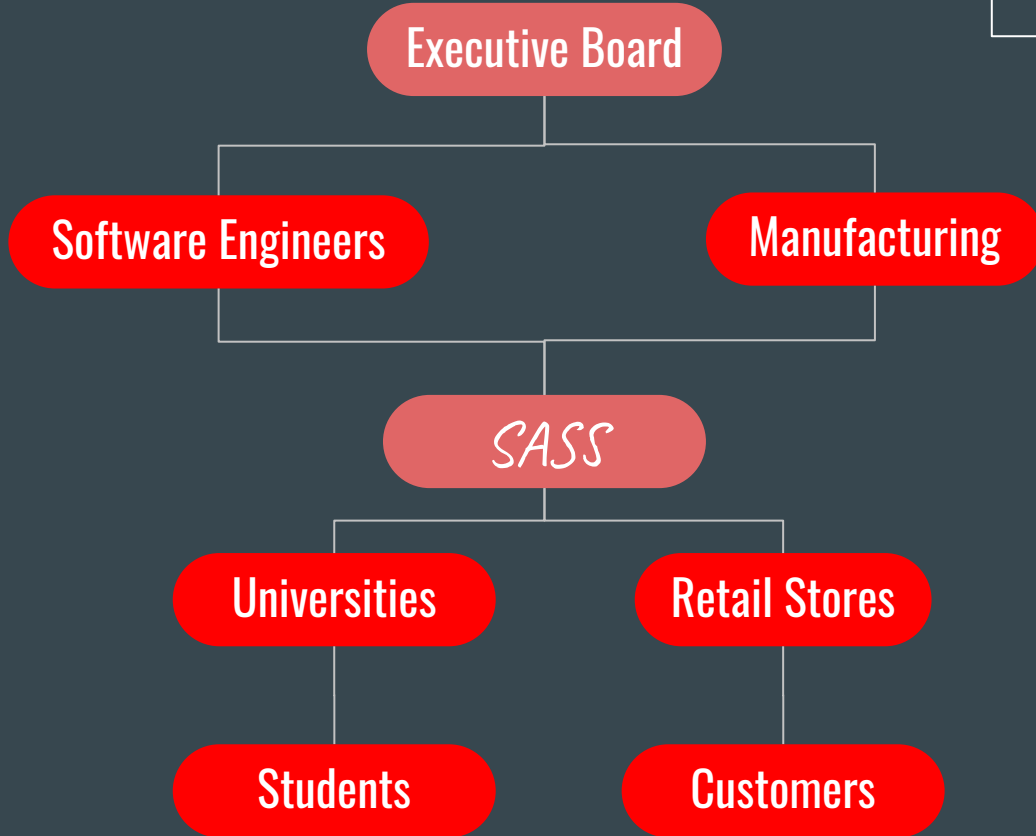 Executive Board
Software Engineers
Manufacturing
SASS
Universities
Retail Stores
Students
Customers